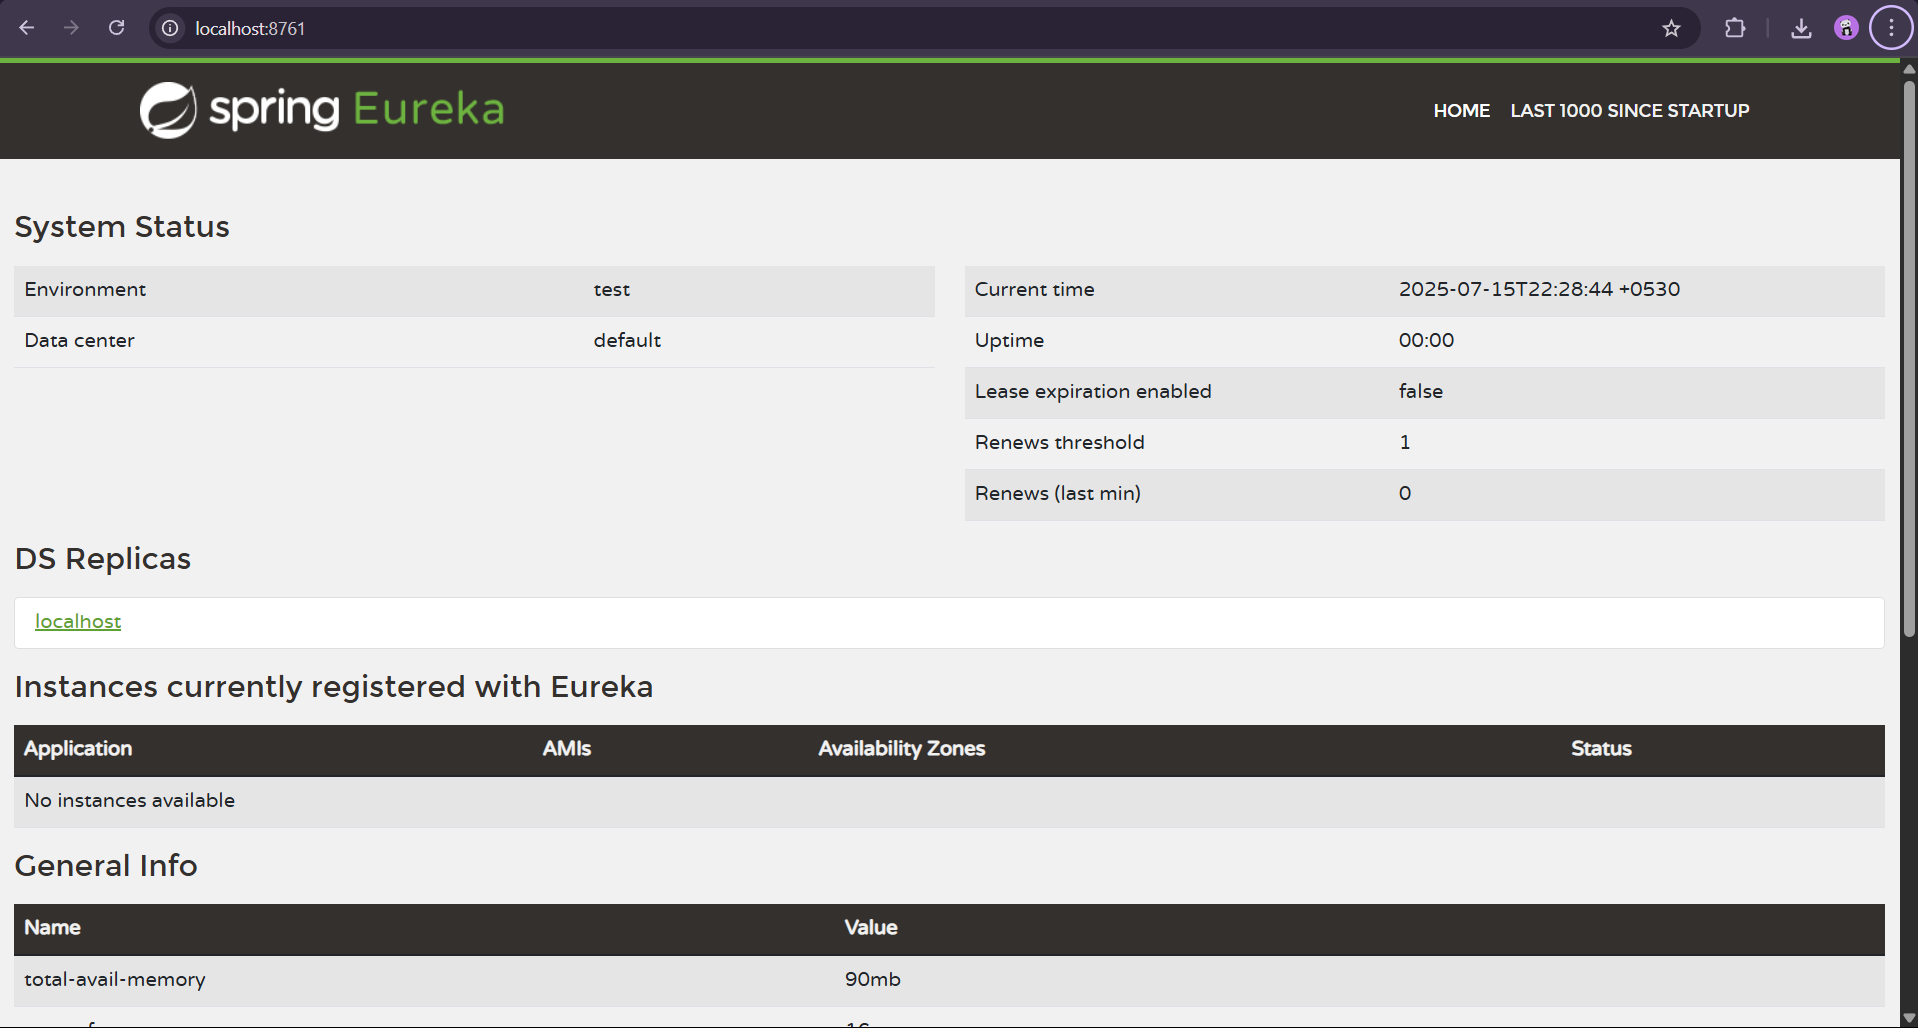 localhost:8761
spring Eureka
HOME LAST 1000 SINCE STARTUP
System Status
Environment test
Data center default
Current time 2025-07-15T22:28:44 +0530
Uptime 00:00
Lease expiration enabled false
Renews threshold 1
Renews (last min) 0
DS Replicas
localhost
Instances currently registered with Eureka
Application AMIs Availability Zones Status
No instances available
General Info
Name Value
total-avail-memory 90mb